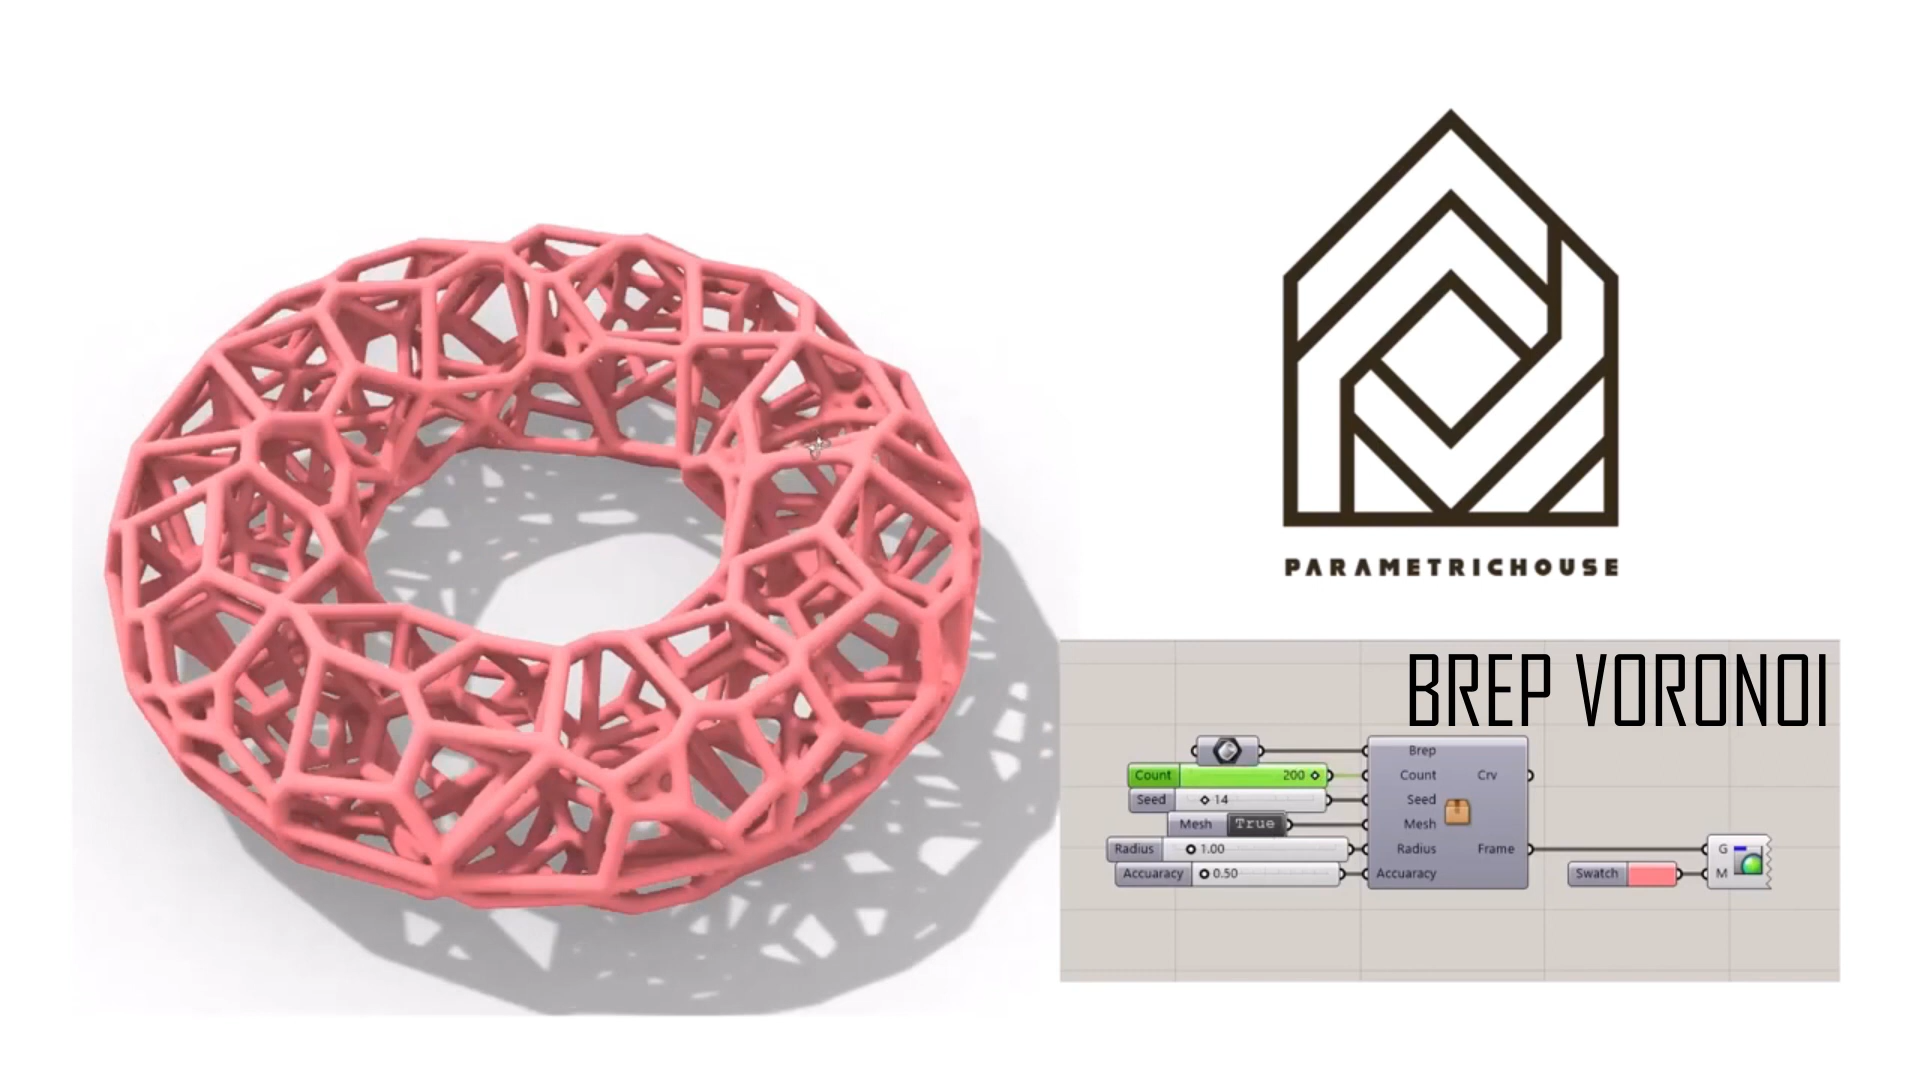 PARAMETRICHOUSE
BREP VORONOI
Brep
Count 200 Count Crv
Seed 14 Seed
Mesh True Mesh
Radius 1.00 Radius Frame G
Accuaracy 0.50 Accuaracy Swatch M